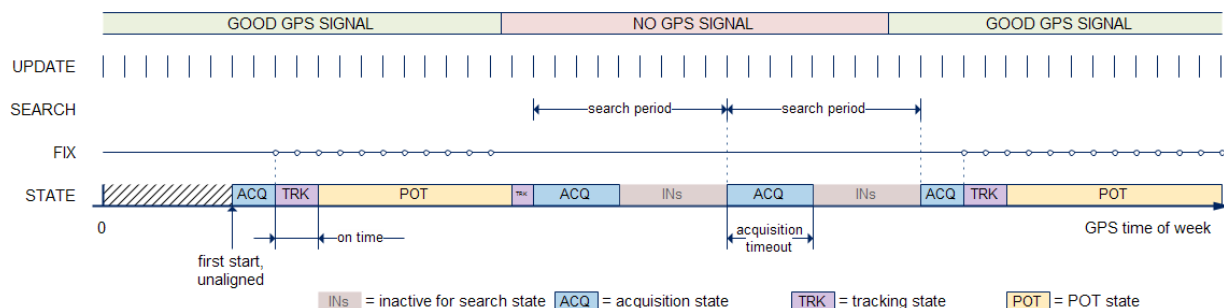 GOOD GPS SIGNAL NO GPS SIGNAL GOOD GPS SIGNAL
UPDATE
SEARCH search period search period
FIX
STATE ACQ TRK POT TRK ACQ INs ACQ INs ACQ TRK POT
0 GPS time of week
on time
acquisition
timeout
first start,
unaligned
INs = inactive for search state ACQ = acquisition state TRK = tracking state POT = POT state